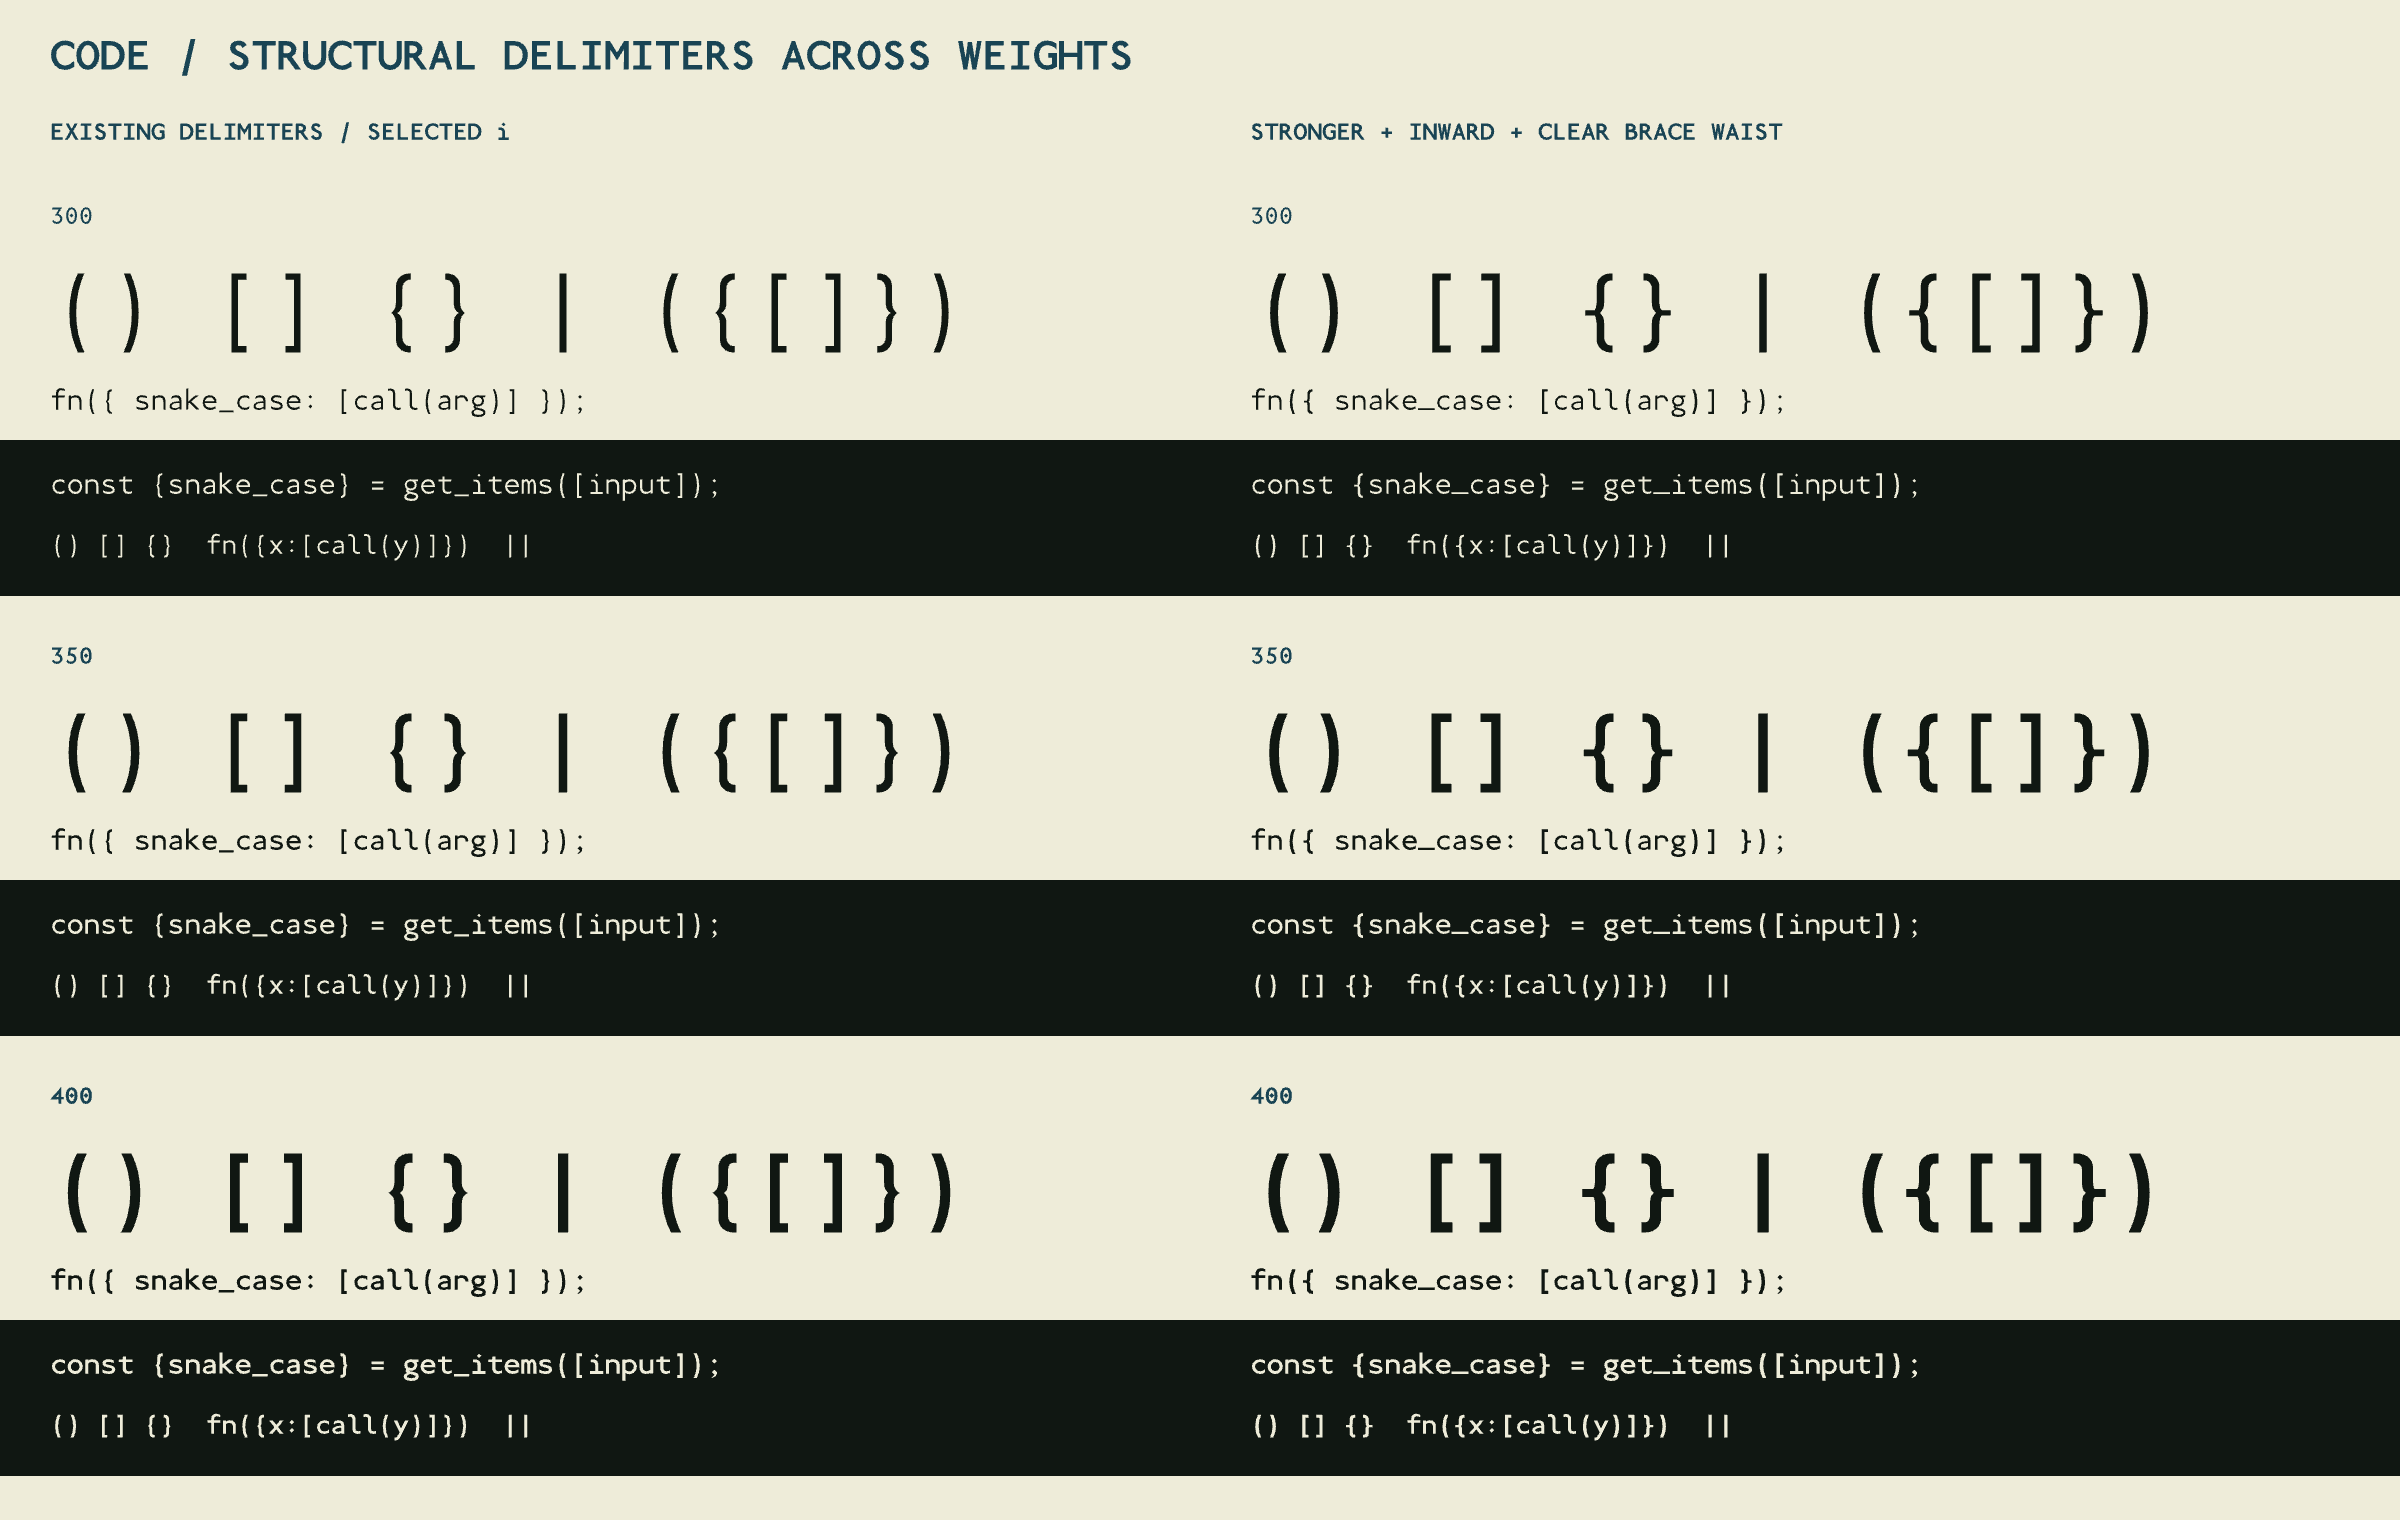 CODE / STRUCTURAL DELIMITERS ACROSS WEIGHTS
EXISTING DELIMITERS / SELECTED i
STRONGER + INWARD + CLEAR BRACE WAIST
300
300
() [] {} | ({[]})
() [] {} | ({[]})
fn({ snake_case: [call(arg)] });
fn({ snake_case: [call(arg)] });
const {snake_case} = get_items([input]);
const {snake_case} = get_items([input]);
() [] {}  fn({x:[call(y)]})  ||
() [] {}  fn({x:[call(y)]})  ||
350
350
() [] {} | ({[]})
() [] {} | ({[]})
fn({ snake_case: [call(arg)] });
fn({ snake_case: [call(arg)] });
const {snake_case} = get_items([input]);
const {snake_case} = get_items([input]);
() [] {}  fn({x:[call(y)]})  ||
() [] {}  fn({x:[call(y)]})  ||
400
400
() [] {} | ({[]})
() [] {} | ({[]})
fn({ snake_case: [call(arg)] });
fn({ snake_case: [call(arg)] });
const {snake_case} = get_items([input]);
const {snake_case} = get_items([input]);
() [] {}  fn({x:[call(y)]})  ||
() [] {}  fn({x:[call(y)]})  ||